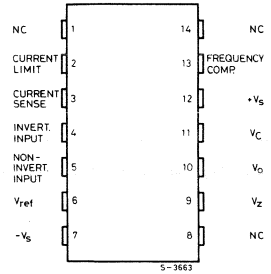 NC 1 14 NC
CURRENT LIMIT 2 13 FREQUENCY COMP.
CURRENT SENSE 3 12 +Vs
INVERT. INPUT 4 11 VC
NON-INVERT. INPUT 5 10 Vo
Vref 6 9 Vz
-Vs 7 8 NC
S-3663